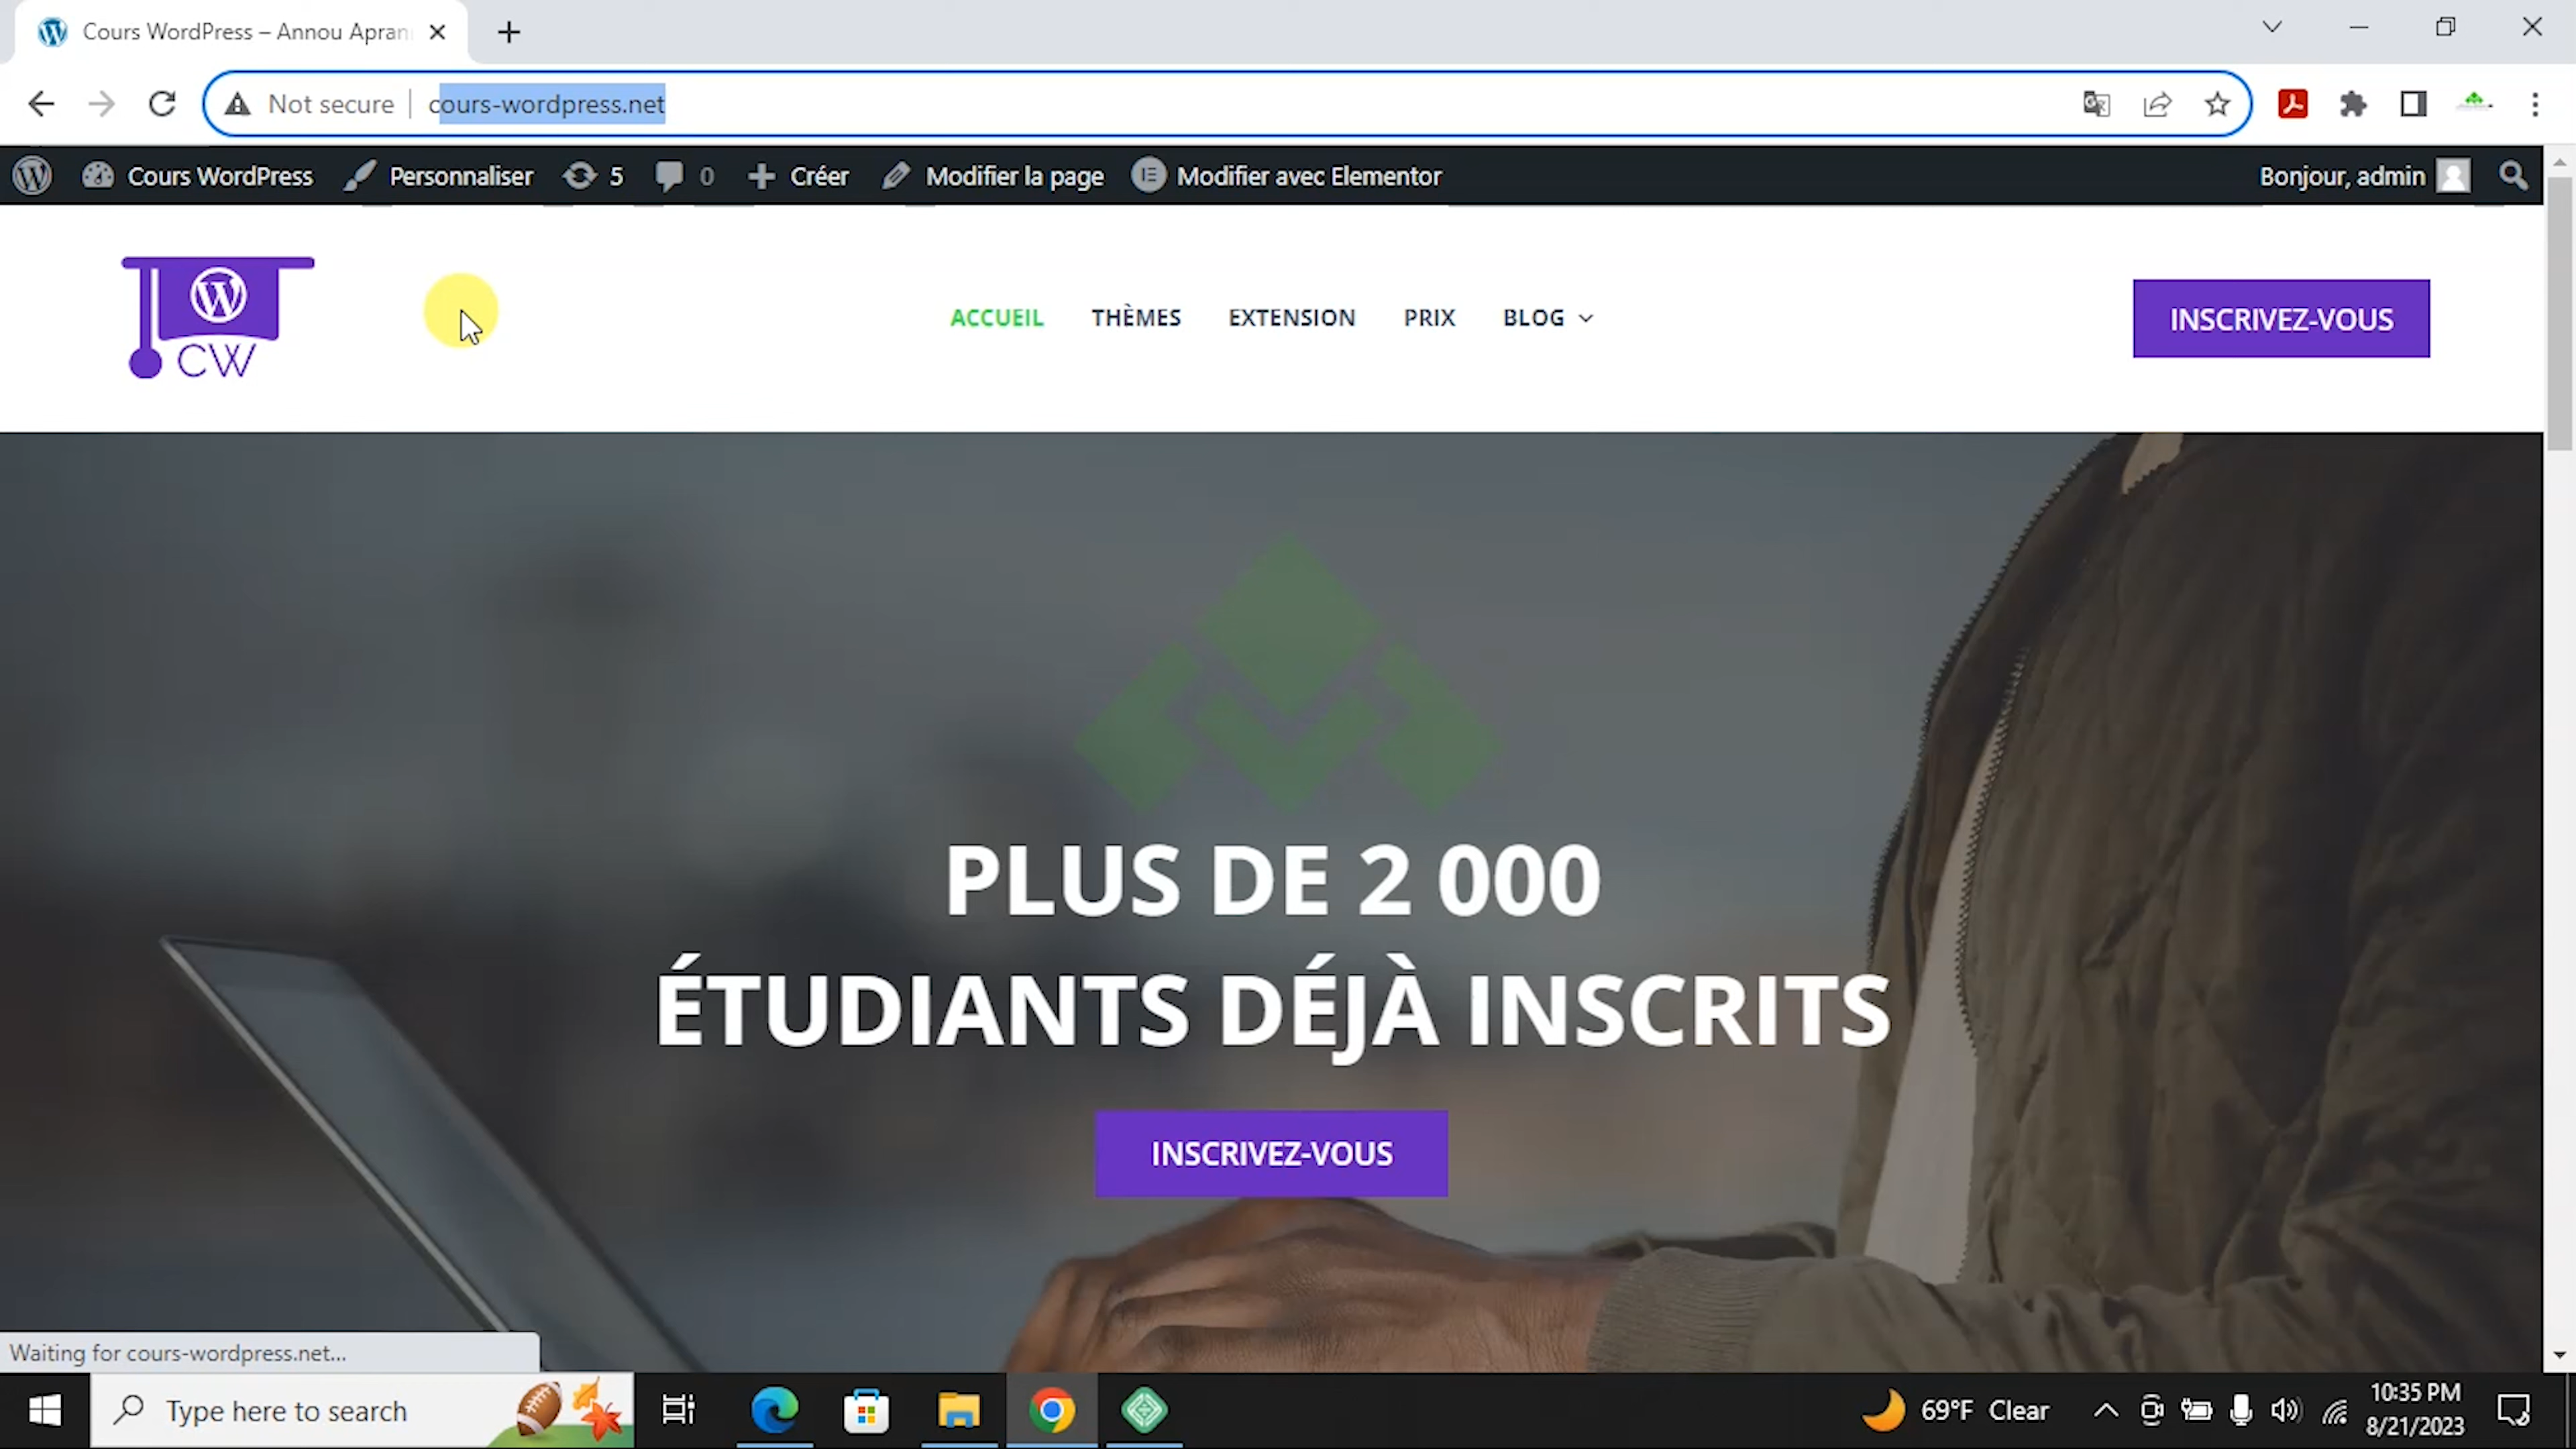 Cours WordPress – Annou Apran
Not secure
cours-wordpress.net
Cours WordPress
Personnaliser
5
0
Créer
Modifier la page
Modifier avec Elementor
Bonjour, admin
CW
ACCUEIL
THÈMES
EXTENSION
PRIX
BLOG
INSCRIVEZ-VOUS
PLUS DE 2 000
ÉTUDIANTS DÉJÀ INSCRITS
INSCRIVEZ-VOUS
Waiting for cours-wordpress.net...
Type here to search
69°F Clear
10:35 PM
8/21/2023